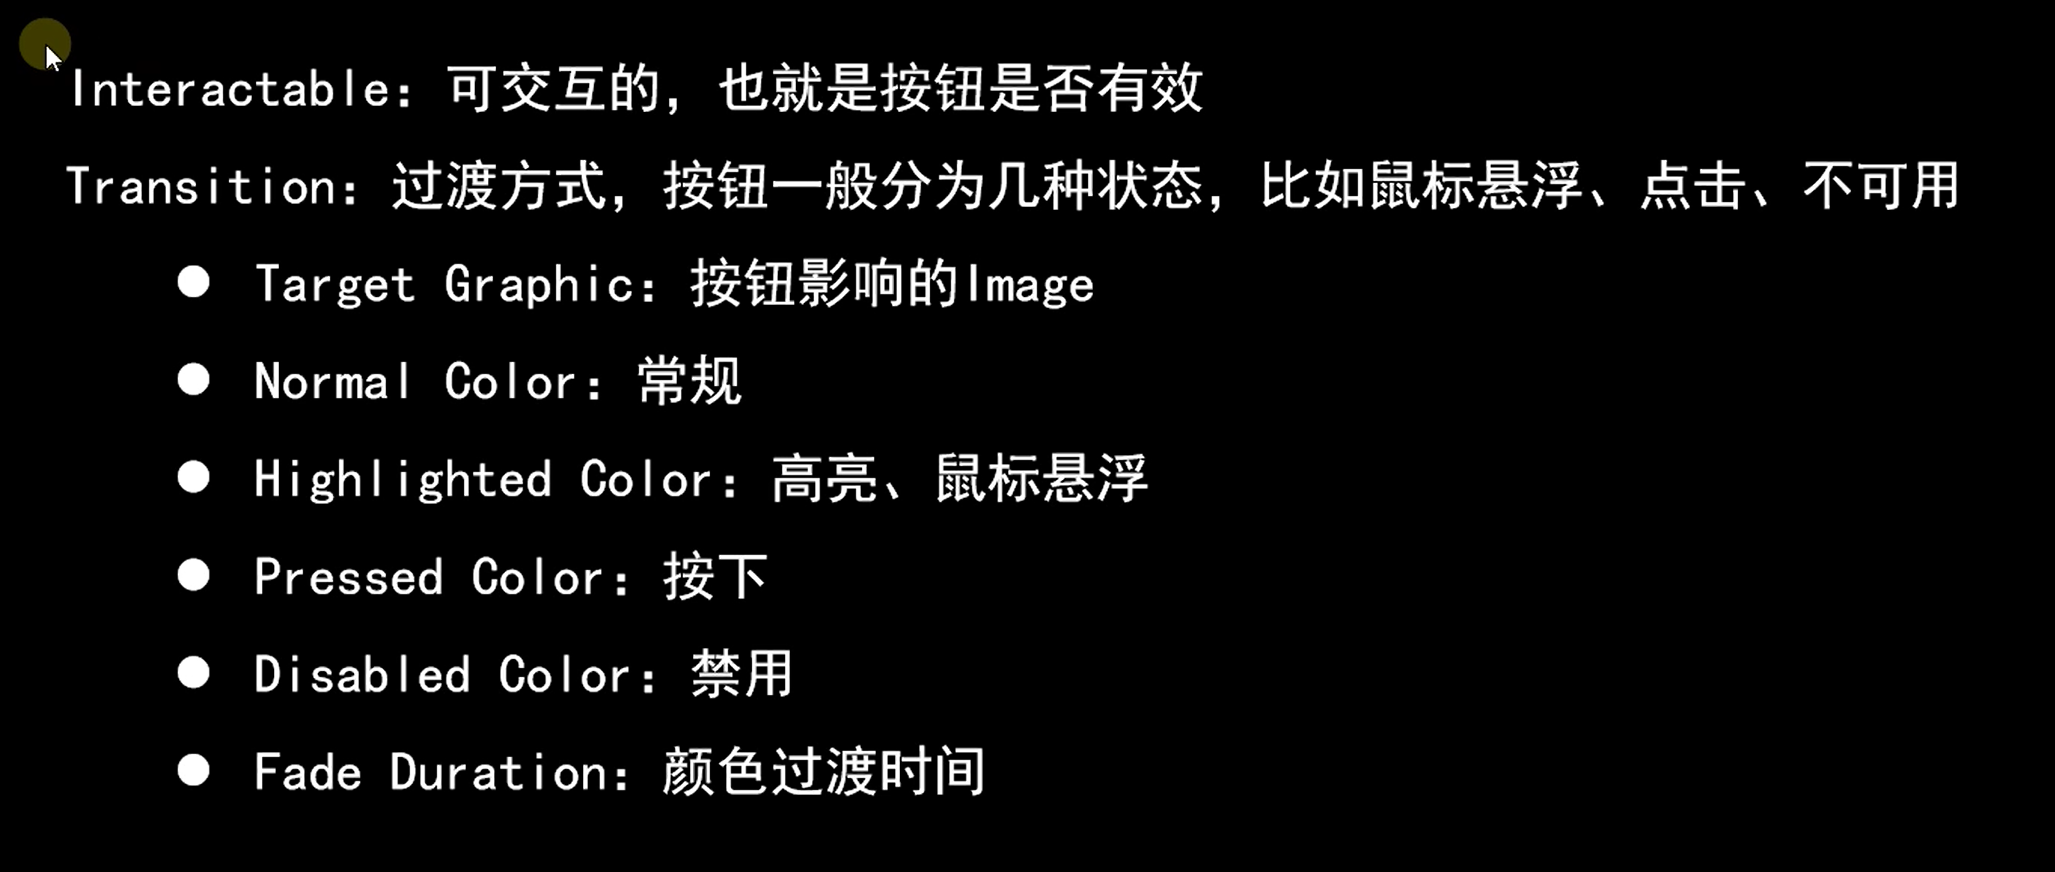 Interactable：可交互的，也就是按钮是否有效
Transition：过渡方式，按钮一般分为几种状态，比如鼠标悬浮、点击、不可用
● Target Graphic：按钮影响的Image
● Normal Color：常规
● Highlighted Color：高亮、鼠标悬浮
● Pressed Color：按下
● Disabled Color：禁用
● Fade Duration：颜色过渡时间